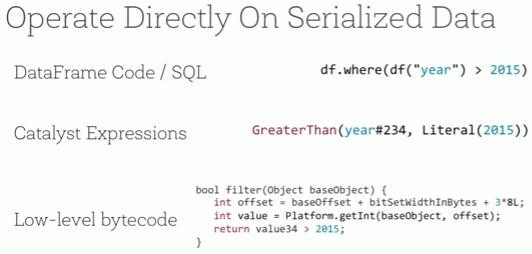 Operate Directly On Serialized Data
DataFrame Code / SQL
df.where(df("year") > 2015)
Catalyst Expressions
GreaterThan(year#234, Literal(2015))
Low-level bytecode
bool filter(Object baseObject) {
int offset = baseOffset + bitSetWidthInBytes + 3*8L;
int value = Platform.getInt(baseObject, offset);
return value34 > 2015;
}